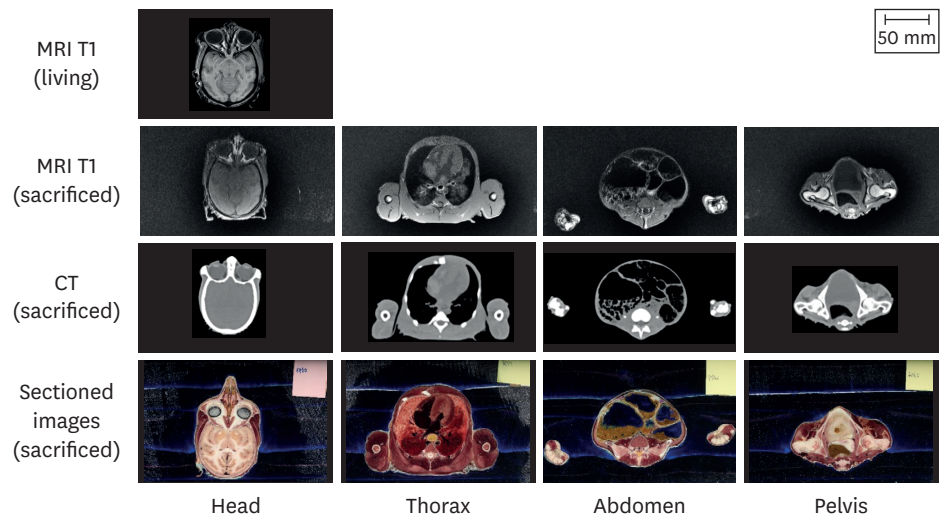 MRI T1
(living)
50 mm
MRI T1
(sacrificed)
CT
(sacrificed)
Sectioned
images
(sacrificed)
Head
Thorax
Abdomen
Pelvis